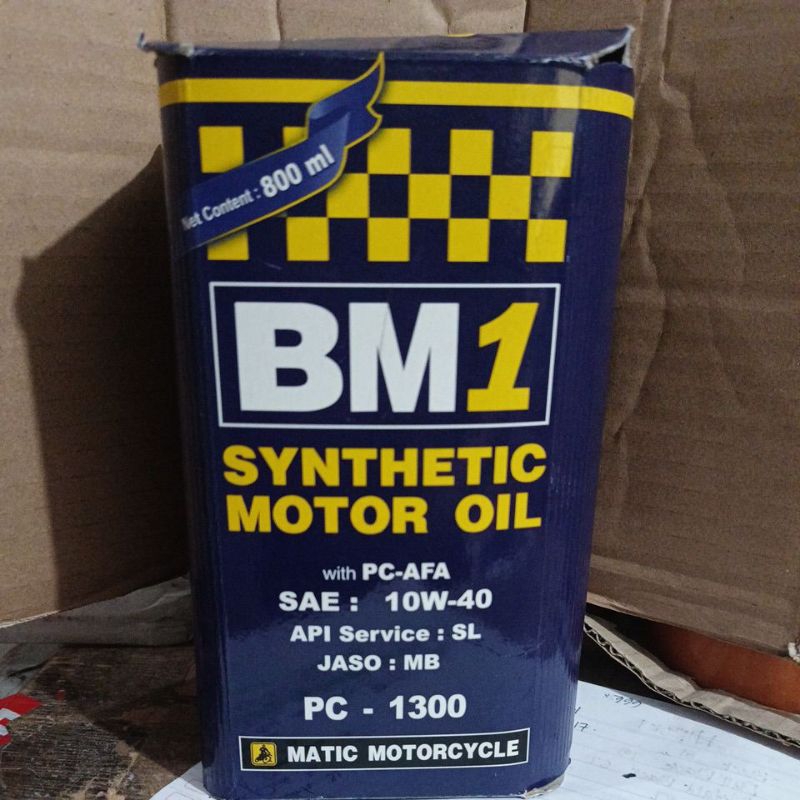 Net Content : 800 ml
BM1
SYNTHETIC
MOTOR OIL
with PC-AFA
SAE : 10W-40
API Service : SL
JASO : MB
PC - 1300
MATIC MOTORCYCLE